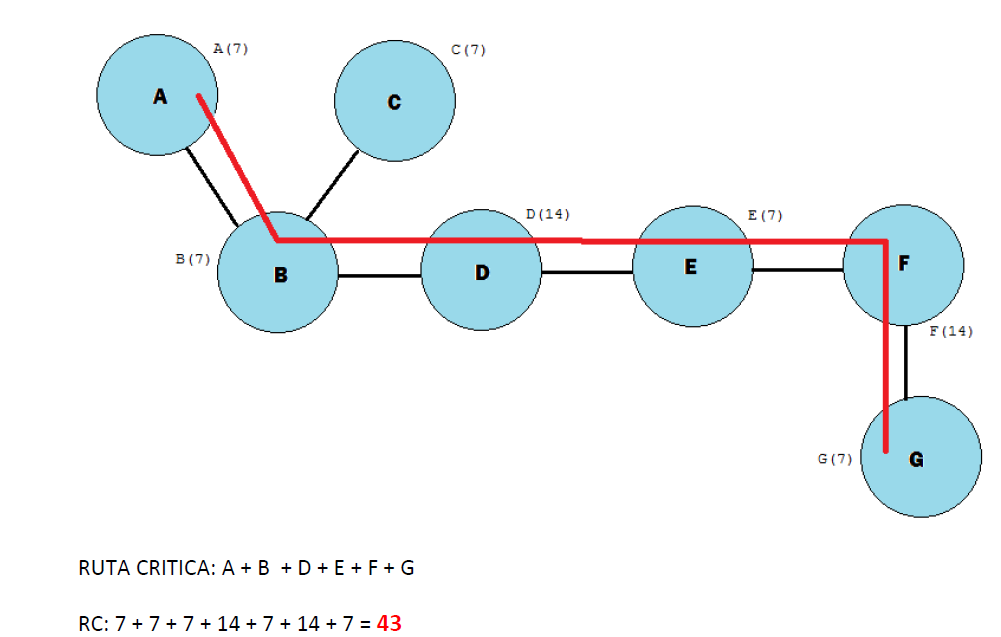 A(7)
C(7)
A
C
D(14)
E(7)
B(7)
B
D
E
F
F(14)
G(7)
G
RUTA CRITICA: A + B + D + E + F + G
RC: 7 + 7 + 7 + 14 + 7 + 14 + 7 = 43